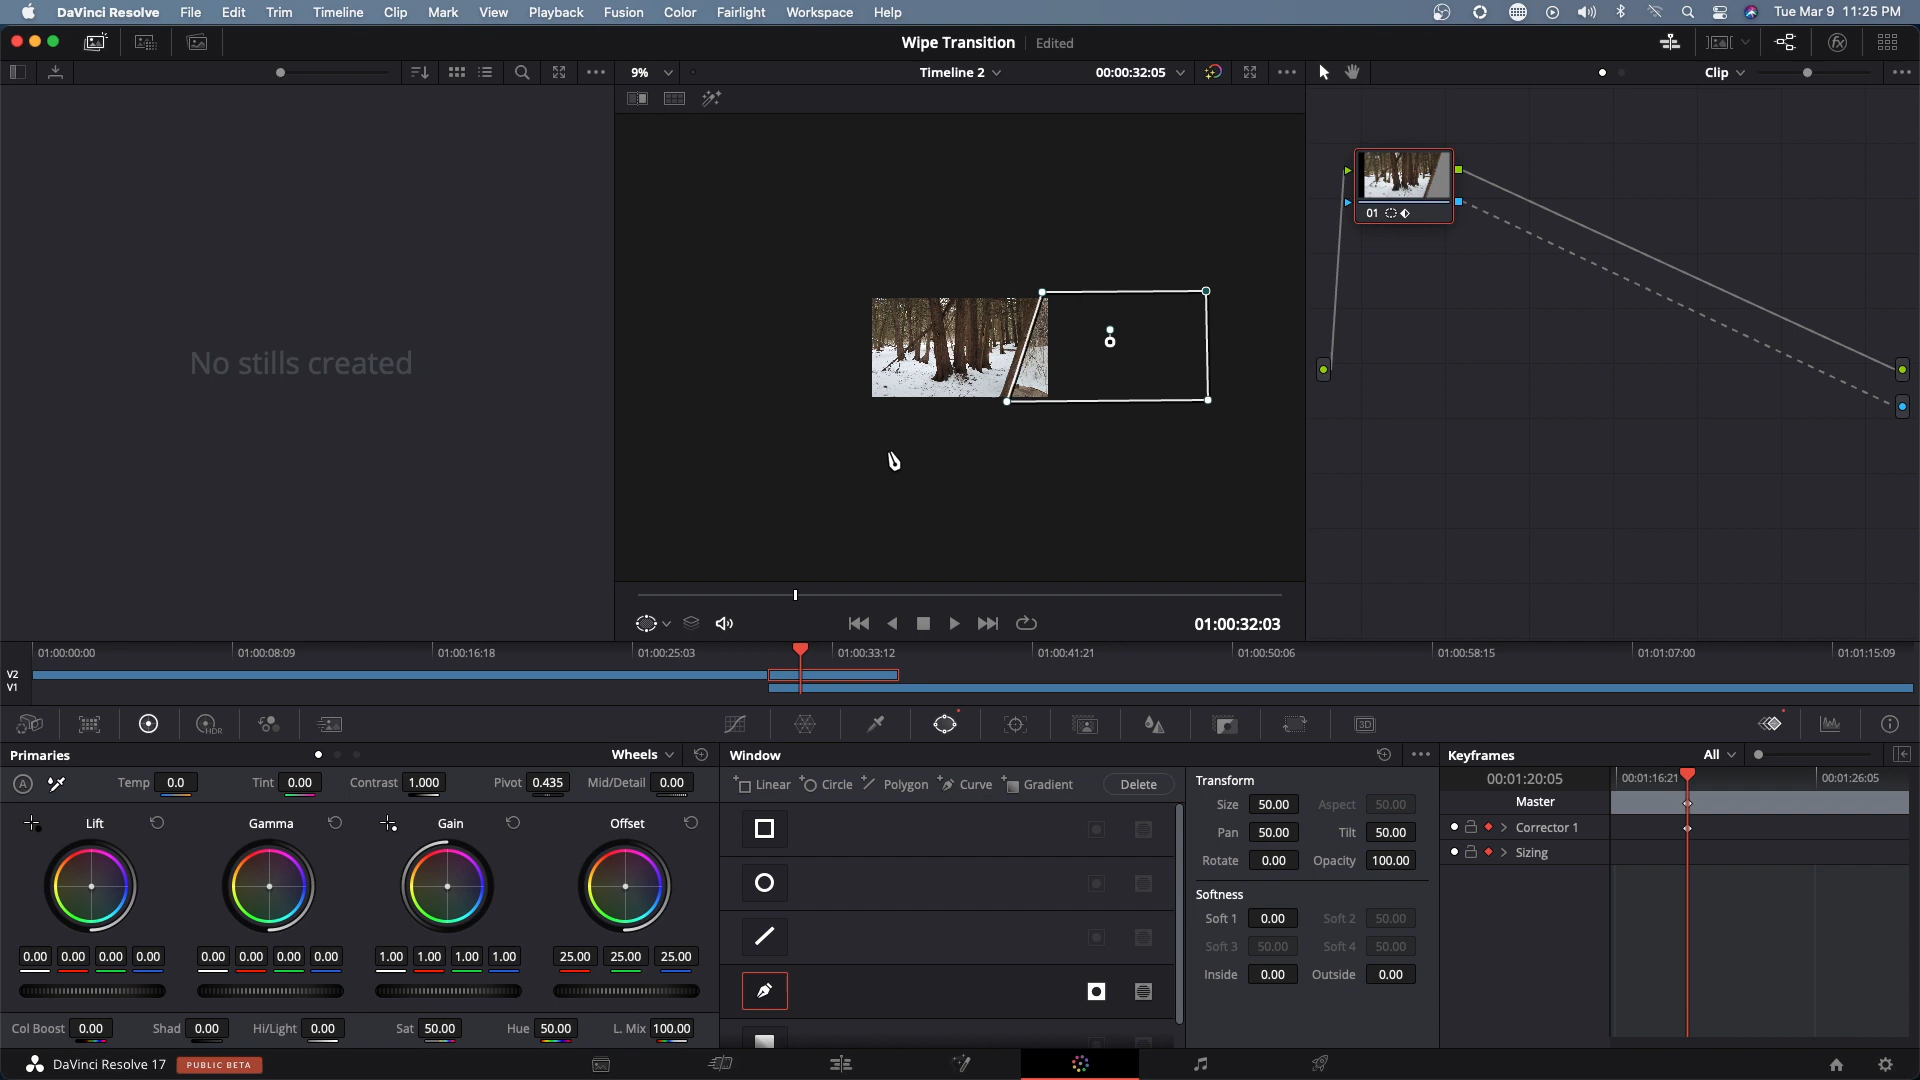 DaVinci Resolve File Edit Trim Timeline Clip Mark View Playback Fusion Color Fairlight Workspace Help Tue Mar 9 11:25 PM
Wipe Transition Edited
9% Timeline 2 00:00:32:05 Clip
No stills created
01
01:00:32:03
01:00:00:00 01:00:08:09 01:00:16:18 01:00:25:03 01:00:33:12 01:00:41:21 01:00:50:06 01:00:58:15 01:01:07:00 01:01:15:09
V2
V1
HDR 3D
Primaries Wheels Window Keyframes All
A Temp 0.0 Tint 0.00 Contrast 1.000 Pivot 0.435 Mid/Detail 0.00
Linear Circle Polygon Curve Gradient Delete
Transform
00:01:20:05 00:01:16:21 00:01:26:05
Size 50.00 Aspect 50.00
Master
Lift Gamma Gain Offset
Pan 50.00 Tilt 50.00
Corrector 1
Rotate 0.00 Opacity 100.00
Sizing
Softness
Soft 1 0.00 Soft 2 50.00
Soft 3 50.00 Soft 4 50.00
0.00 0.00 0.00 0.00 0.00 0.00 0.00 0.00 1.00 1.00 1.00 1.00 25.00 25.00 25.00
Inside 0.00 Outside 0.00
Col Boost 0.00 Shad 0.00 Hi/Light 0.00 Sat 50.00 Hue 50.00 L. Mix 100.00
DaVinci Resolve 17 PUBLIC BETA